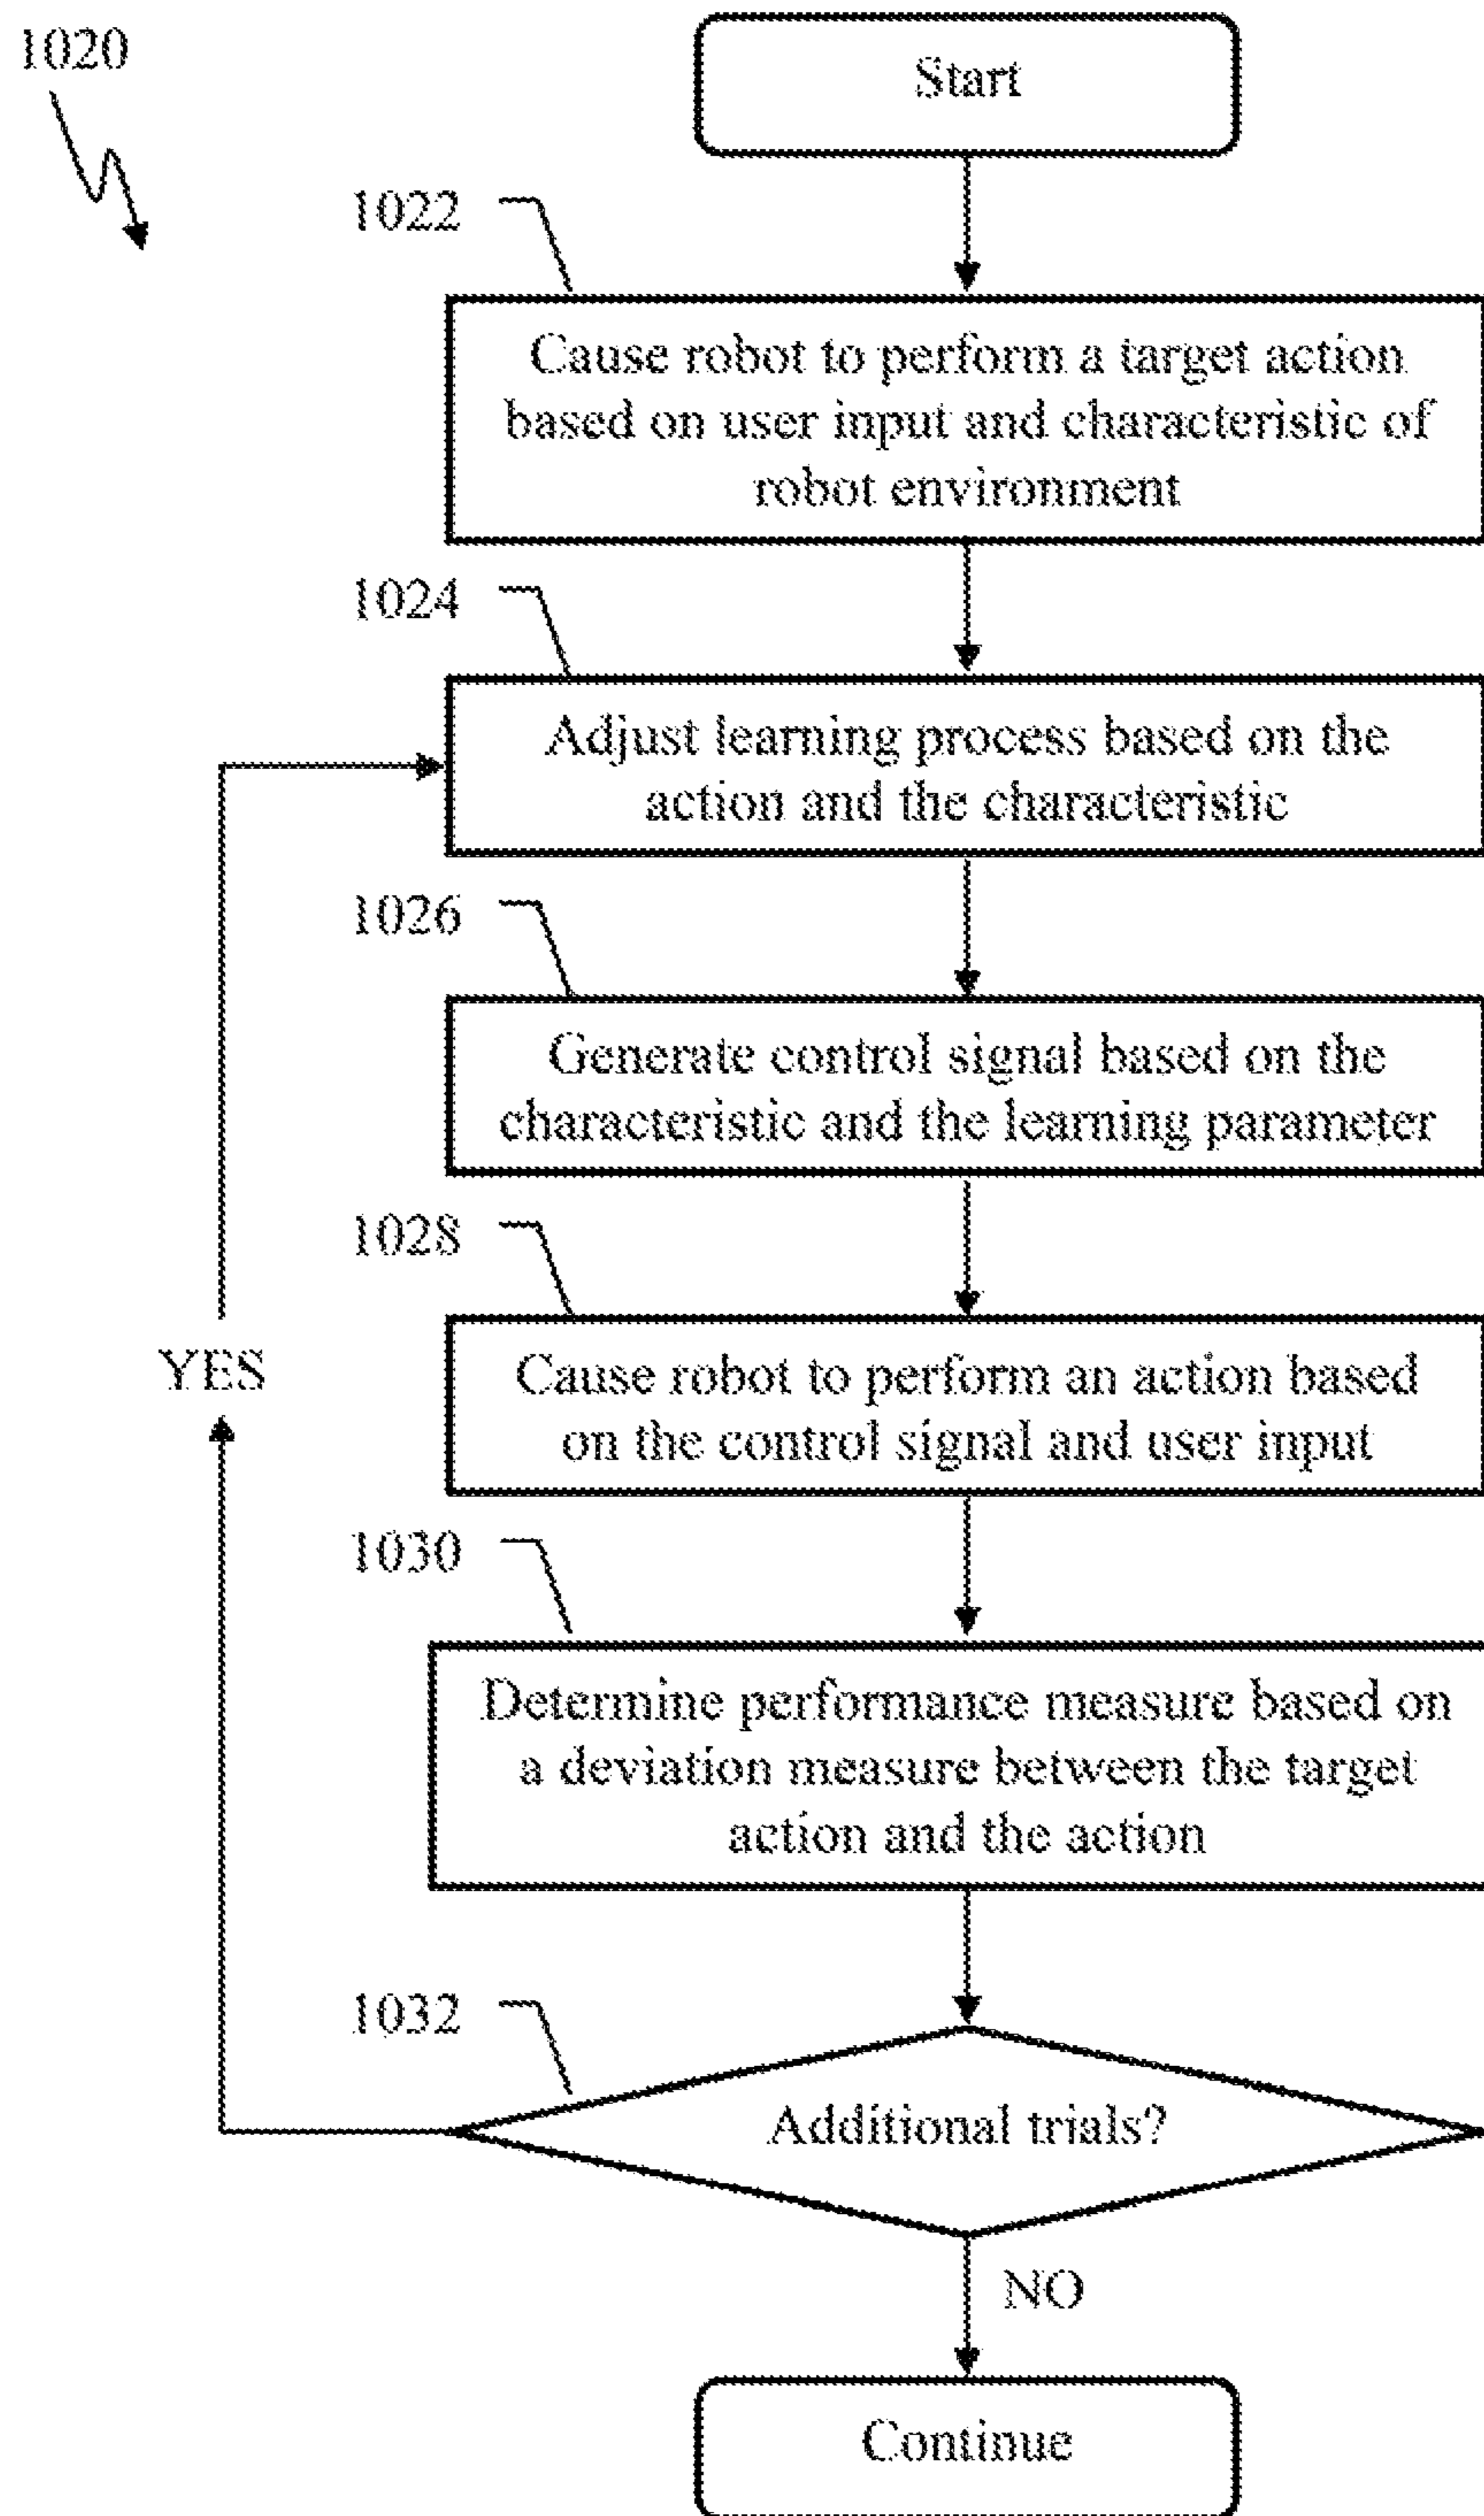 1020
Start
1022
Cause robot to perform a target action
based on user input and characteristic of
robot environment
1024
Adjust learning process based on the
action and the characteristic
1026
Generate control signal based on the
characteristic and the learning parameter
1028
Cause robot to perform an action based
on the control signal and user input
YES
1030
Determine performance measure based on
a deviation measure between the target
action and the action
1032
Additional trials?
NO
Continue